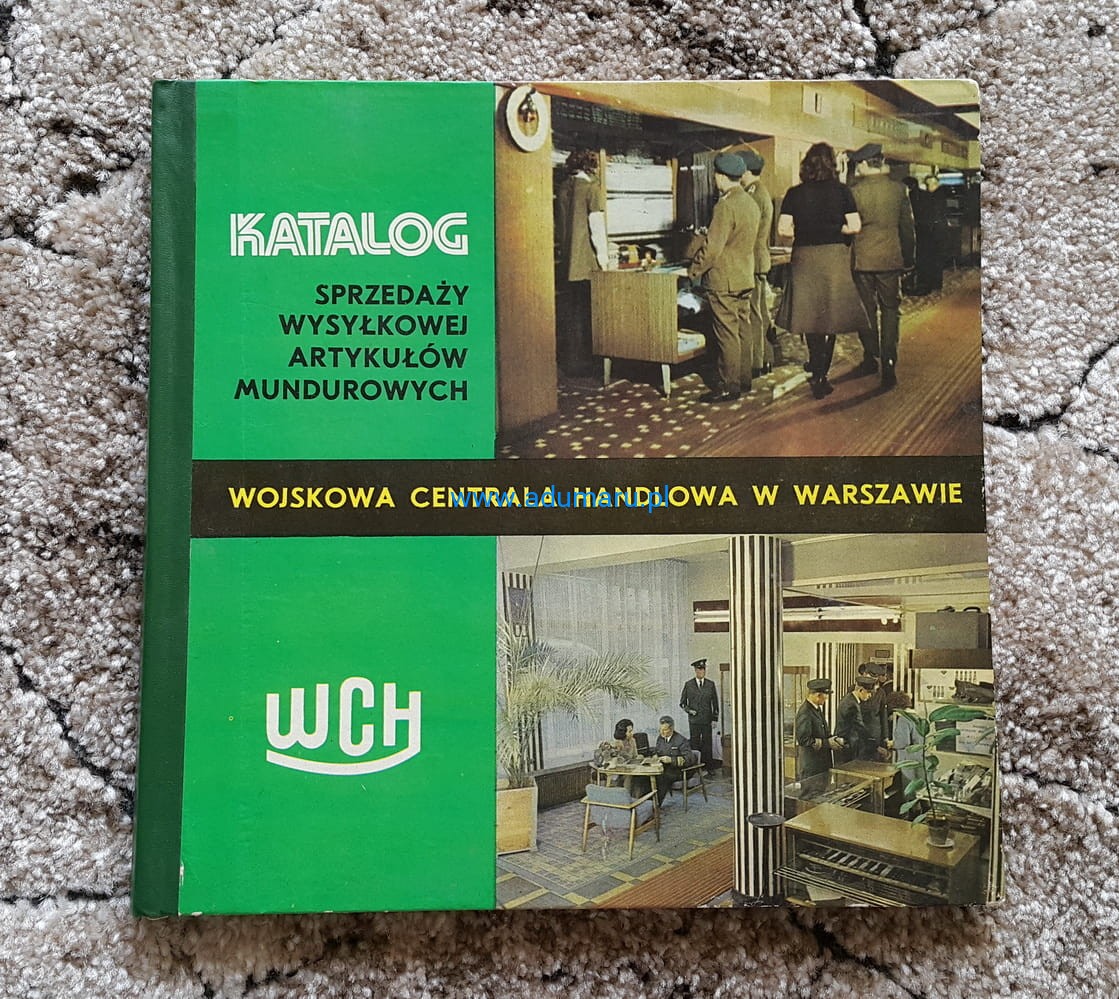 KATALOG
SPRZEDAŻY
WYSYŁKOWEJ
ARTYKUŁÓW
MUNDUROWYCH
WOJSKOWA CENTRALA HANDLOWA W WARSZAWIE
www.adumaru.pl
WCH